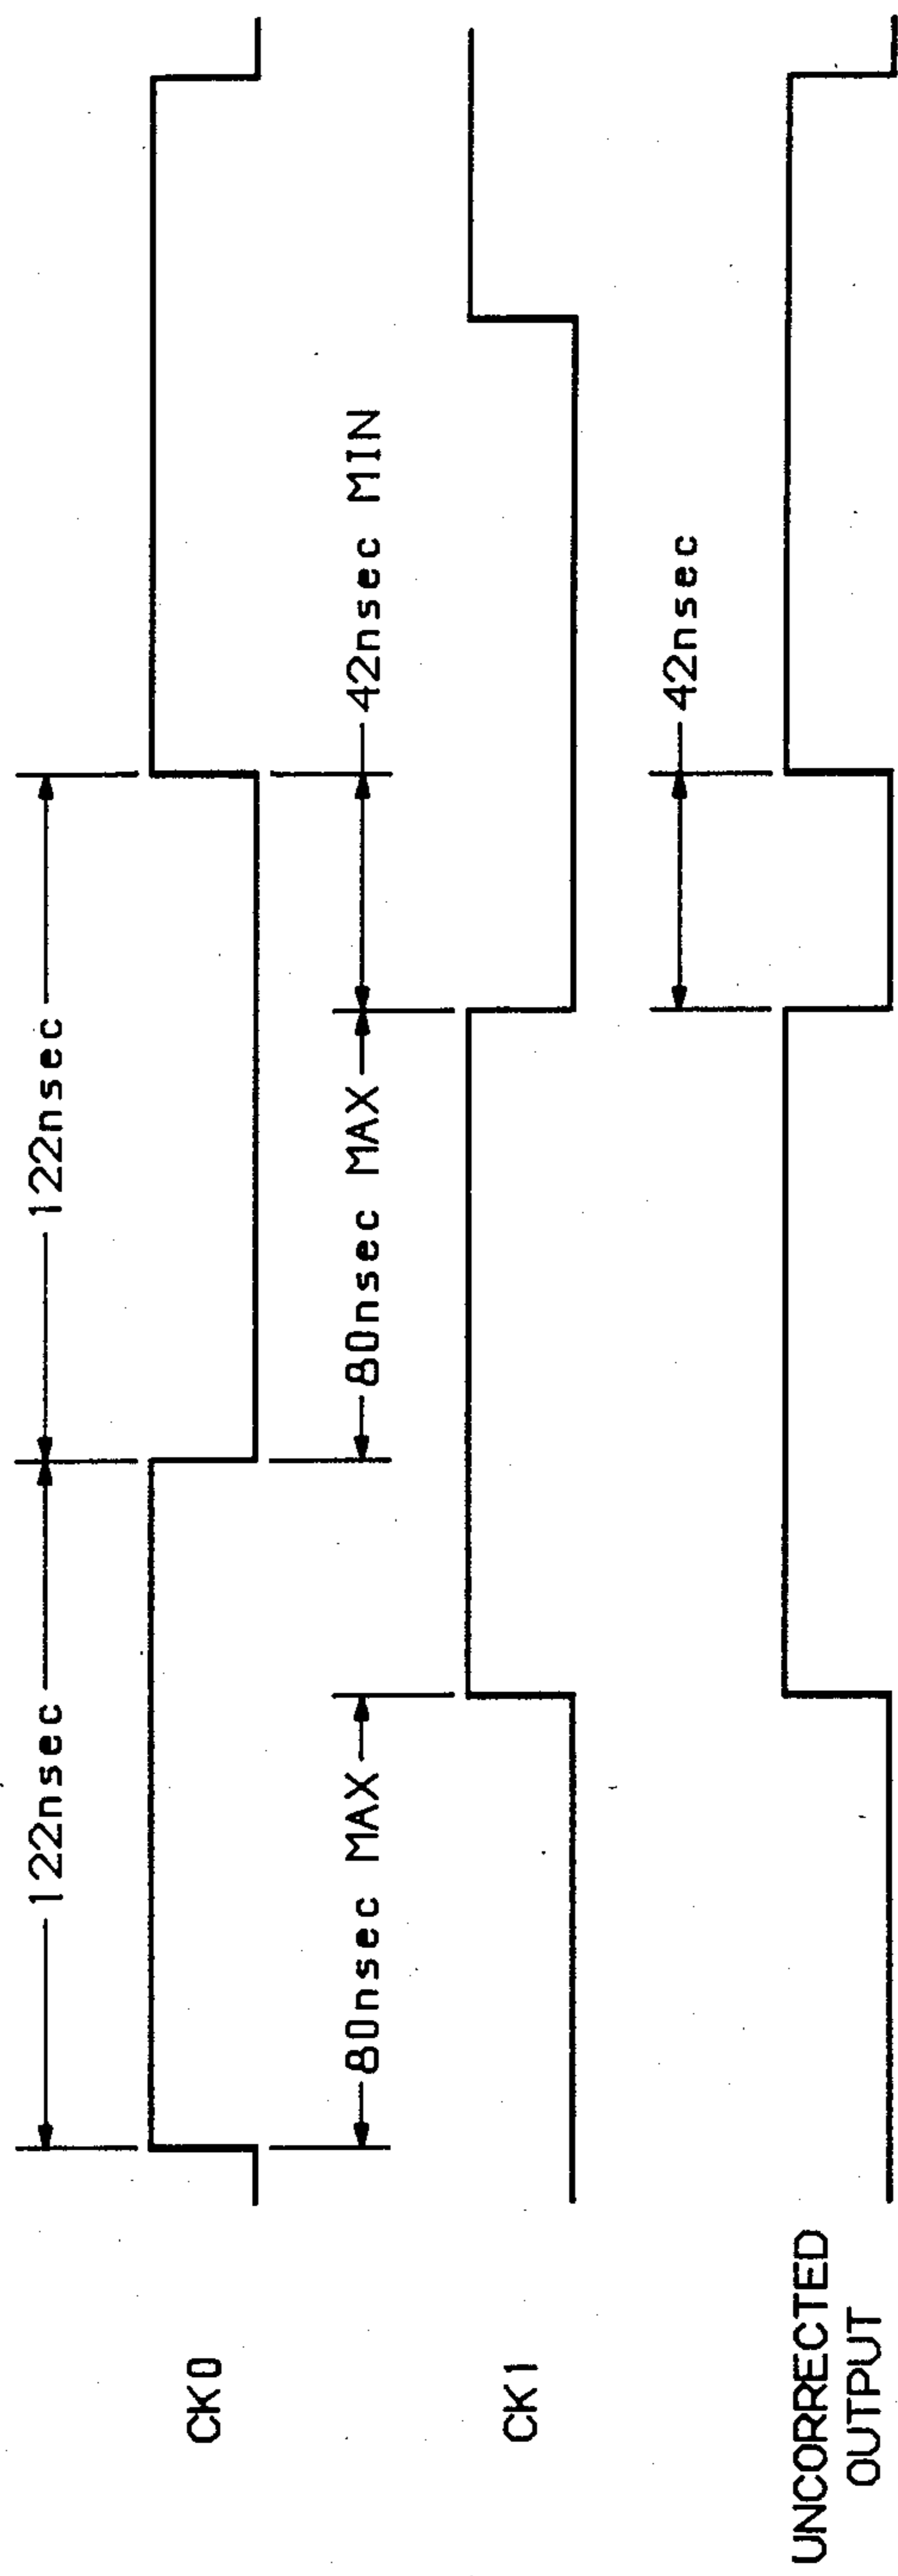 122nsec
122nsec
CK0
80nsec MAX
80nsec MAX
42nsec MIN
CK1
42nsec
UNCORRECTED
OUTPUT